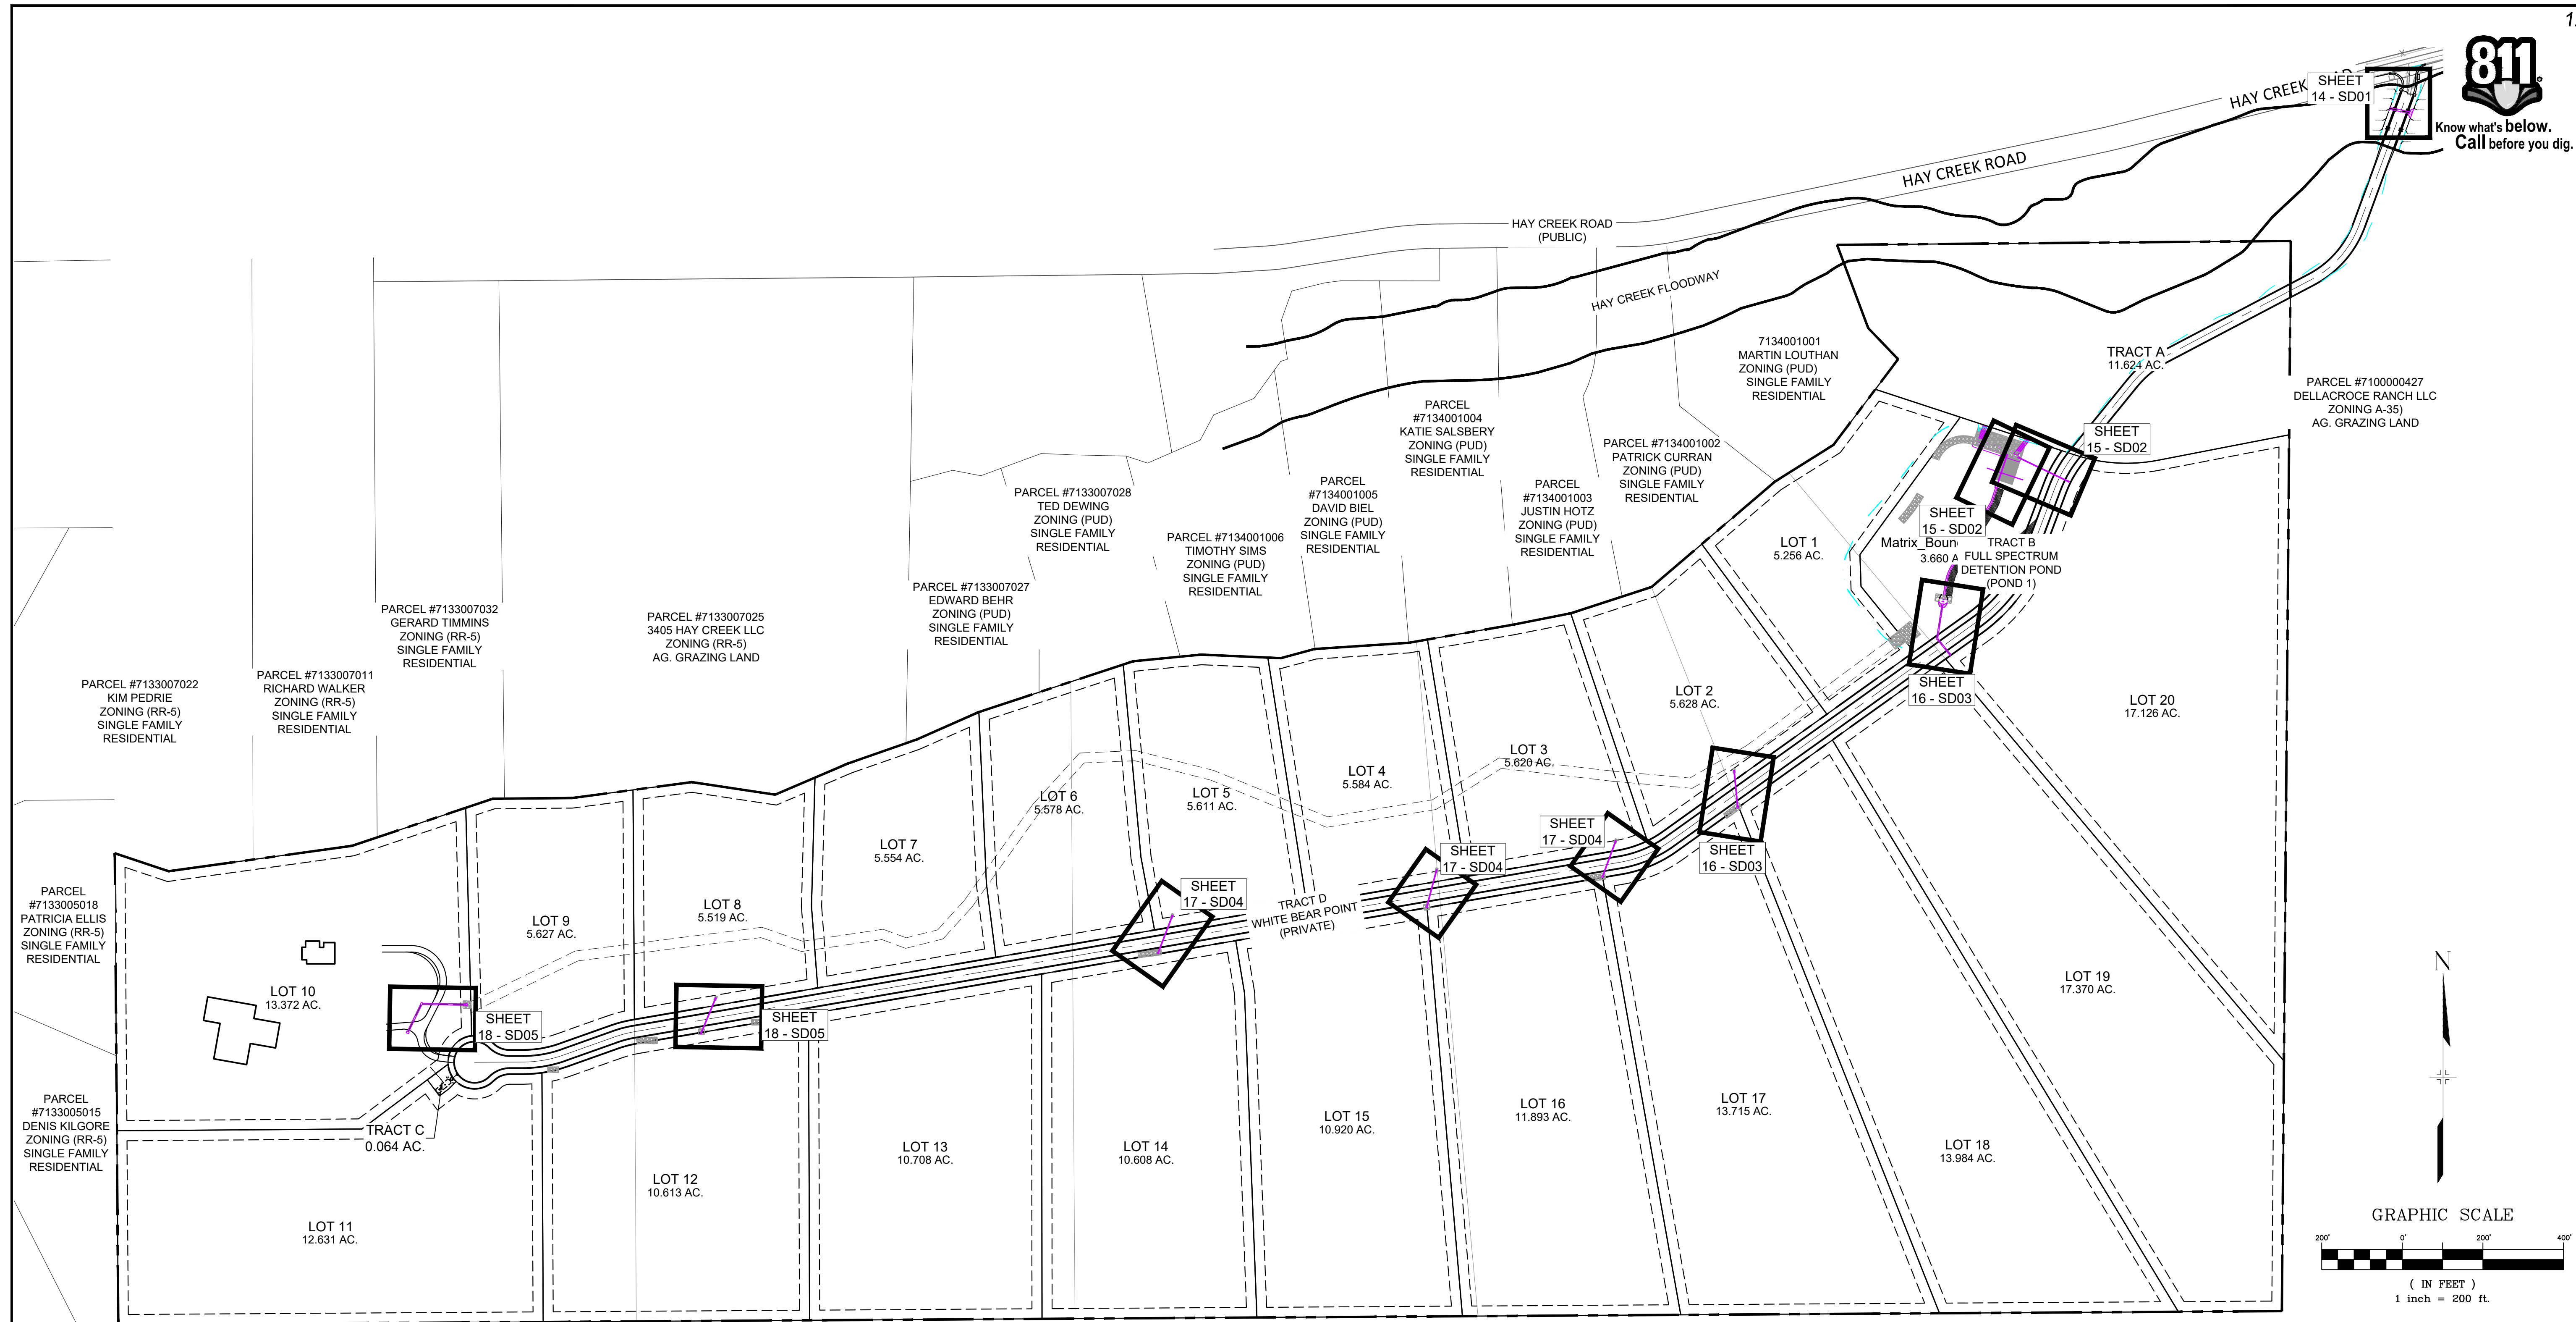 811
Know what's below.
Call before you dig.
SHEET
14 - SD01
HAY CREEK
HAY CREEK ROAD
HAY CREEK ROAD
(PUBLIC)
HAY CREEK FLOODWAY
7134001001
MARTIN LOUTHAN
ZONING (PUD)
SINGLE FAMILY
RESIDENTIAL
TRACT A
11.624 AC.
PARCEL #7100000427
DELLACROCE RANCH LLC
ZONING A-35)
AG. GRAZING LAND
PARCEL
#7134001004
KATIE SALSBERY
ZONING (PUD)
SINGLE FAMILY
RESIDENTIAL
PARCEL #7134001002
PATRICK CURRAN
ZONING (PUD)
SINGLE FAMILY
RESIDENTIAL
SHEET
15 - SD02
PARCEL #7133007028
TED DEWING
ZONING (PUD)
SINGLE FAMILY
RESIDENTIAL
PARCEL
#7134001005
DAVID BIEL
ZONING (PUD)
SINGLE FAMILY
RESIDENTIAL
PARCEL
#7134001003
JUSTIN HOTZ
ZONING (PUD)
SINGLE FAMILY
RESIDENTIAL
PARCEL #7134001006
TIMOTHY SIMS
ZONING (PUD)
SINGLE FAMILY
RESIDENTIAL
SHEET
15 - SD02
LOT 1
5.256 AC.
Matrix_Boun
3.660 A
TRACT B
FULL SPECTRUM
DETENTION POND
(POND 1)
PARCEL #7133007027
EDWARD BEHR
ZONING (PUD)
SINGLE FAMILY
RESIDENTIAL
PARCEL #7133007032
GERARD TIMMINS
ZONING (RR-5)
SINGLE FAMILY
RESIDENTIAL
PARCEL #7133007025
3405 HAY CREEK LLC
ZONING (RR-5)
AG. GRAZING LAND
PARCEL #7133007011
RICHARD WALKER
ZONING (RR-5)
SINGLE FAMILY
RESIDENTIAL
PARCEL #7133007022
KIM PEDRIE
ZONING (RR-5)
SINGLE FAMILY
RESIDENTIAL
SHEET
16 - SD03
LOT 2
5.628 AC.
LOT 20
17.126 AC.
LOT 3
5.620 AC.
LOT 4
5.584 AC.
LOT 5
5.611 AC.
LOT 6
5.578 AC.
LOT 7
5.554 AC.
SHEET
17 - SD04
SHEET
17 - SD04
SHEET
16 - SD03
SHEET
17 - SD04
TRACT D
WHITE BEAR POINT
(PRIVATE)
PARCEL
#7133005018
PATRICIA ELLIS
ZONING (RR-5)
SINGLE FAMILY
RESIDENTIAL
LOT 8
5.519 AC.
LOT 9
5.627 AC.
LOT 10
13.372 AC.
SHEET
18 - SD05
SHEET
18 - SD05
LOT 19
17.370 AC.
N
PARCEL
#7133005015
DENIS KILGORE
ZONING (RR-5)
SINGLE FAMILY
RESIDENTIAL
TRACT C
0.064 AC.
LOT 11
12.631 AC.
LOT 12
10.613 AC.
LOT 13
10.708 AC.
LOT 14
10.608 AC.
LOT 15
10.920 AC.
LOT 16
11.893 AC.
LOT 17
13.715 AC.
LOT 18
13.984 AC.
GRAPHIC SCALE
200' 0' 200' 400'
( IN FEET )
1 inch = 200 ft.